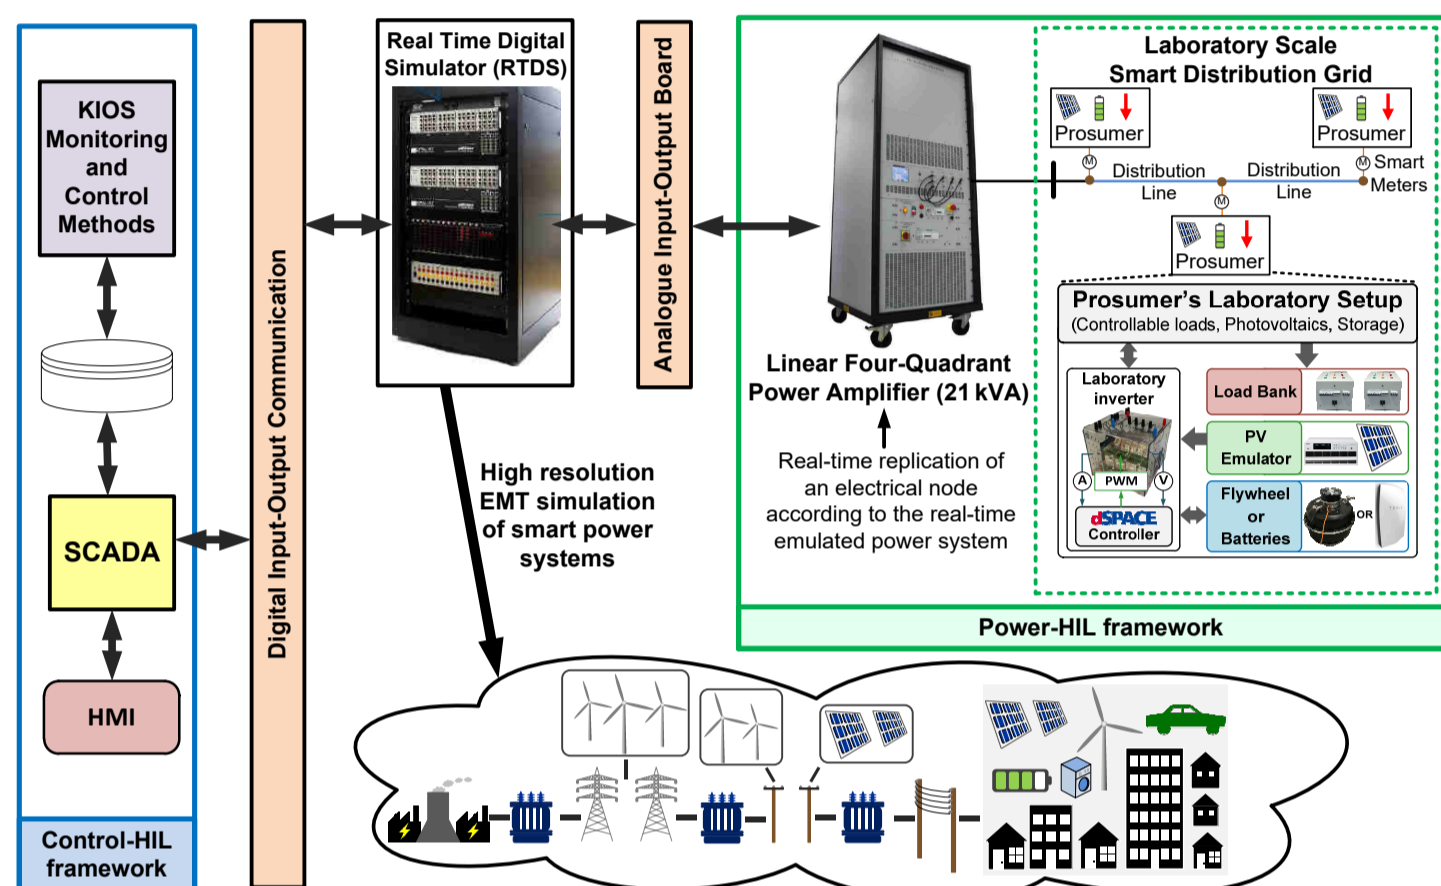 KIOS
Monitoring
and
Control
Methods
SCADA
HMI
Control-HIL
framework
Digital Input-Output Communication
Real Time Digital
Simulator (RTDS)
High resolution
EMT simulation
of smart power
systems
Analogue Input-Output Board
Linear Four-Quadrant
Power Amplifier (21 kVA)
Real-time replication of
an electrical node
according to the real-time
emulated power system
Laboratory Scale
Smart Distribution Grid
Prosumer
Prosumer
M
M
Smart
Meters
Distribution
Line
Distribution
Line
M
Prosumer
Prosumer's Laboratory Setup
(Controllable loads, Photovoltaics, Storage)
Laboratory
inverter
A
PWM
V
dSPACE
Controller
Load Bank
PV
Emulator
Flywheel
or
Batteries
OR
Power-HIL framework